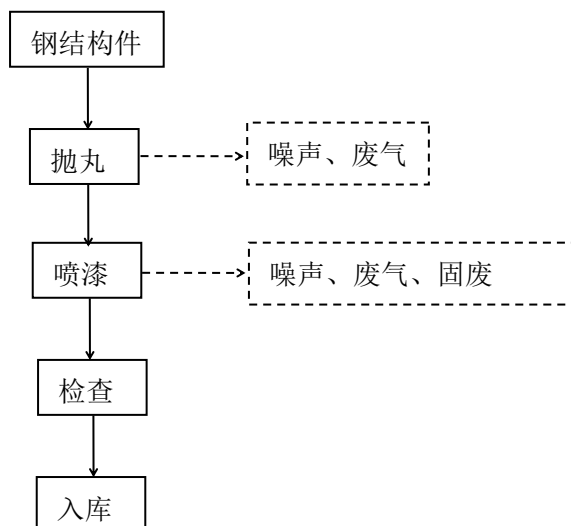 钢结构件
抛丸
噪声、废气
喷漆
噪声、废气、固废
检查
入库